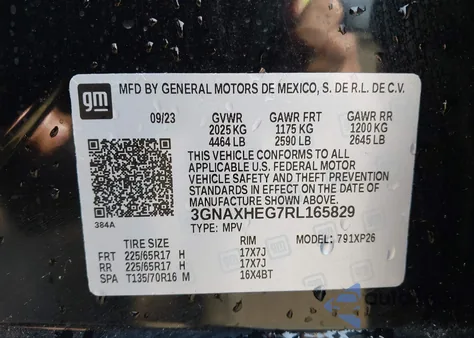 gm
MFD BY GENERAL MOTORS DE MEXICO, S. DE R.L. DE C.V.
09/23 GVWR GAWR FRT GAWR RR
2025 KG 1175 KG 1200 KG
4464 LB 2590 LB 2645 LB
THIS VEHICLE CONFORMS TO ALL
APPLICABLE U.S. FEDERAL MOTOR
VEHICLE SAFETY AND THEFT PREVENTION
STANDARDS IN EFFECT ON THE DATE OF
MANUFACTURE SHOWN ABOVE.
384A 3GNAXHEG7RL165829
TYPE: MPV
TIRE SIZE RIM MODEL: 791XP26
FRT 225/65R17 H 17X7J
RR 225/65R17 H 17X7J
SPA T135/70R16 M 16X4BT